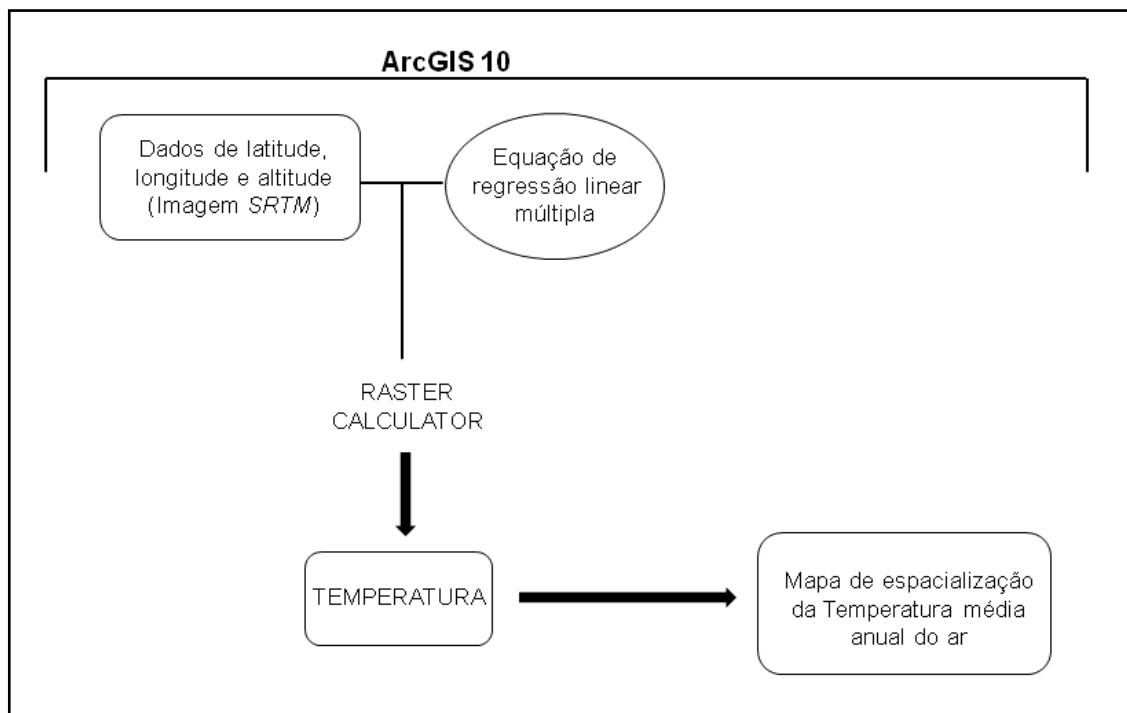 ArcGIS 10
Dados de latitude,
longitude e altitude
(Imagem SRTM)
Equação de
regressão linear
múltipla
RASTER
CALCULATOR
TEMPERATURA
Mapa de espacialização
da Temperatura média
anual do ar